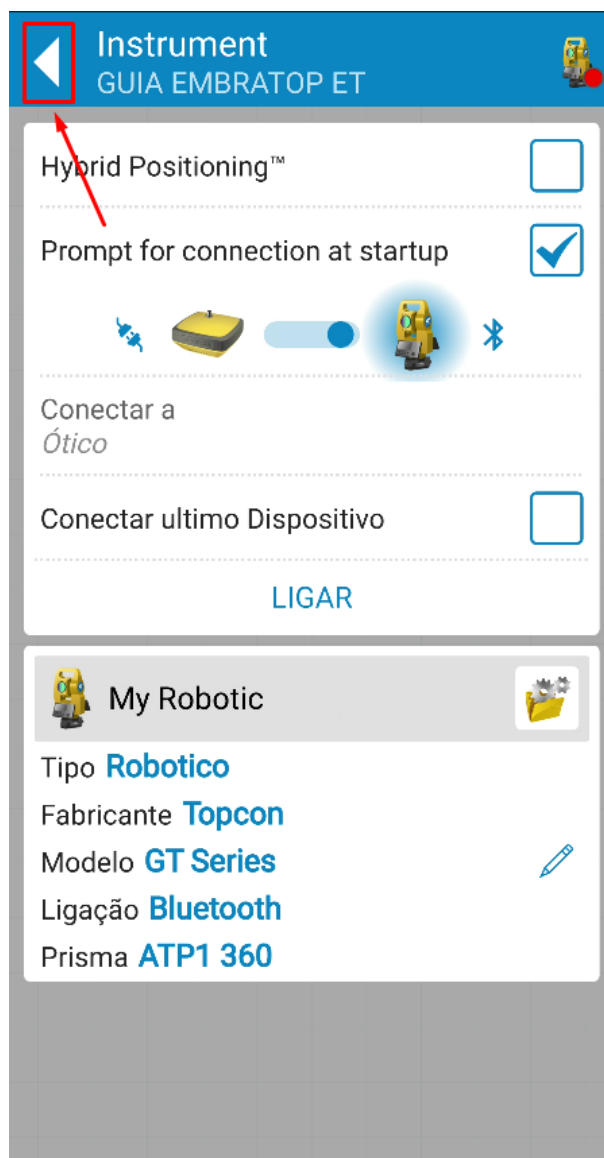 Instrument
GUIA EMBRATOP ET
Hybrid Positioning™
Prompt for connection at startup
Conectar a
Ótico
Conectar ultimo Dispositivo
LIGAR
My Robotic
Tipo Robotico
Fabricante Topcon
Modelo GT Series
Ligação Bluetooth
Prisma ATP1 360